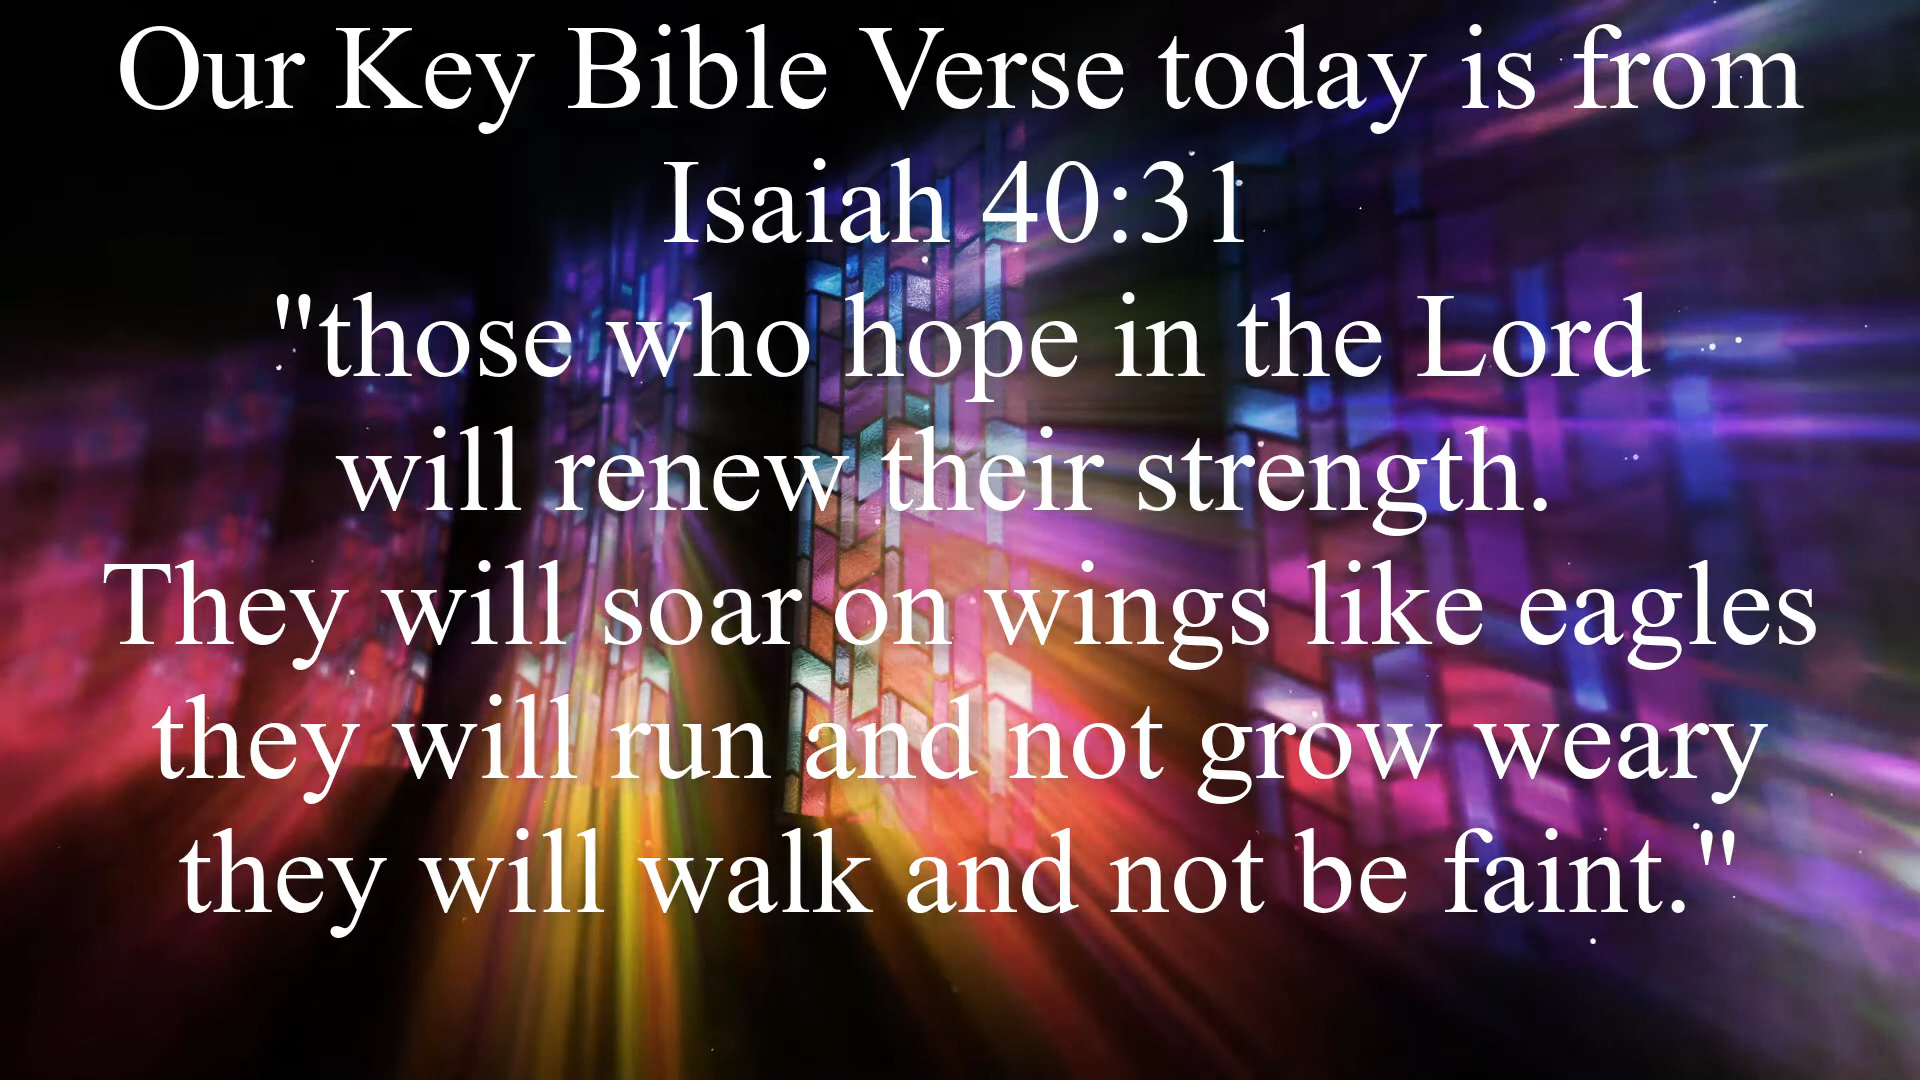 Our Key Bible Verse today is from
Isaiah 40:31
"those who hope in the Lord
will renew their strength.
They will soar on wings like eagles
they will run and not grow weary
they will walk and not be faint."